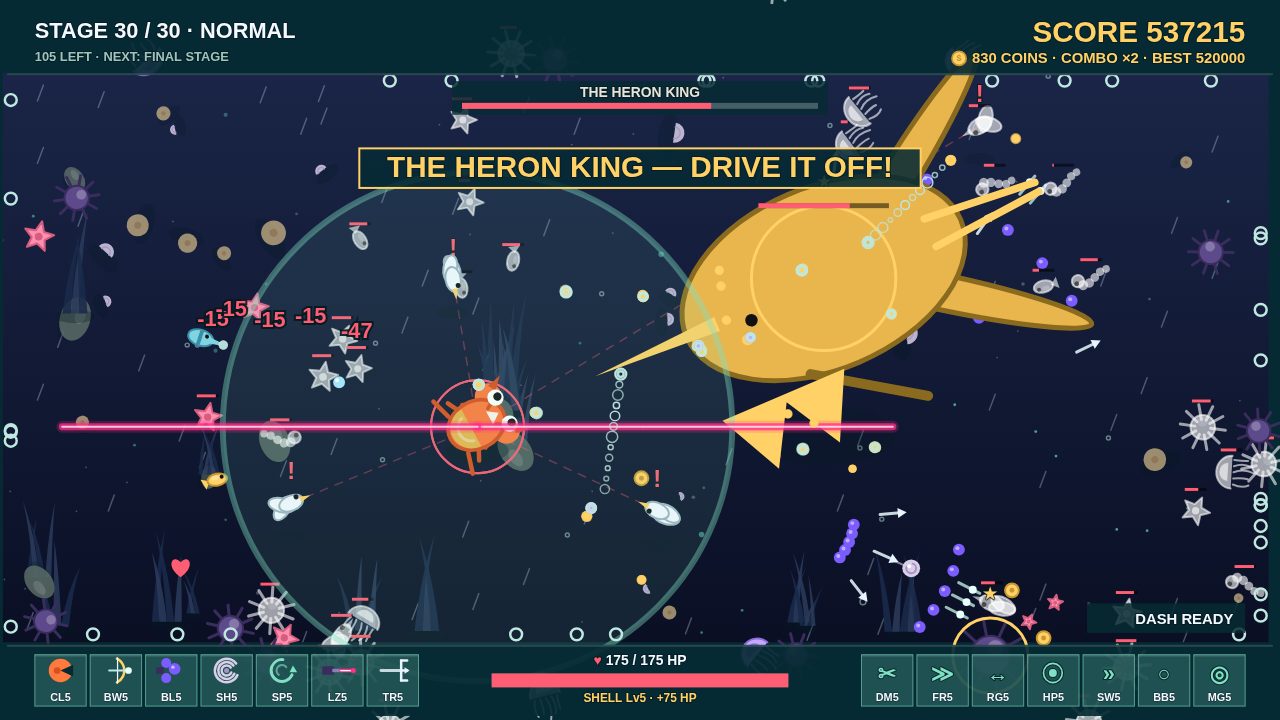 STAGE 30 / 30 · NORMAL
105 LEFT · NEXT: FINAL STAGE
SCORE 537215
830 COINS · COMBO ×2 · BEST 520000
THE HERON KING
THE HERON KING — DRIVE IT OFF!
!
!
!
!
-15
-15
-15
-15
-47
DASH READY
CL5
BW5
BL5
SH5
SP5
LZ5
TR5
♥ 175 / 175 HP
SHELL Lv5 · +75 HP
DM5
FR5
RG5
HP5
SW5
BB5
MG5